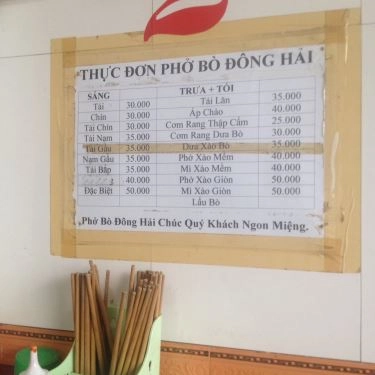 THỰC ĐƠN PHỞ BÒ ĐÔNG HẢI
SÁNG TRƯA + TỐI
Tái 30.000 Tái Lăn 35.000
Chín 30.000 Áp Chảo 40.000
Tái Chín 30.000 Cơm Rang Thập Cẩm 25.000
Tái Nạm 35.000 Cơm Rang Dưa Bò 30.000
Tái Gầu 35.000 Dưa Xào Bò 35.000
Nạm Gầu 35.000 Phở Xào Mềm 40.000
Tái Bắp 35.000 Mì Xào Mềm 40.000
40.000 Phở Xào Giòn 50.000
Đặc Biệt 50.000 Mì Xào Giòn 50.000
Lẩu Bò
Phở Bò Đông Hải Chúc Quý Khách Ngon Miệng.